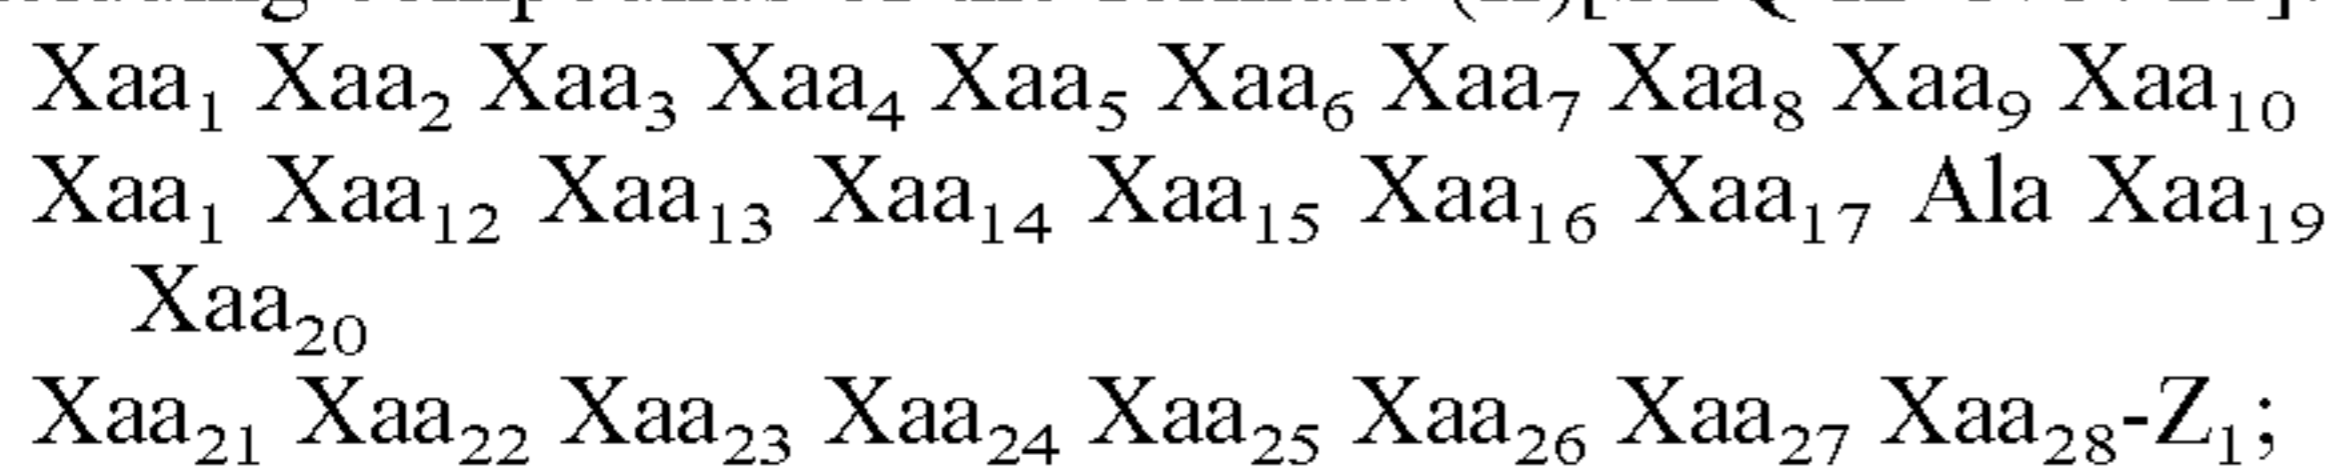 Xaa₁ Xaa₂ Xaa₃ Xaa₄ Xaa₅ Xaa₆ Xaa₇ Xaa₈ Xaa₉ Xaa₁₀
Xaa₁ Xaa₁₂ Xaa₁₃ Xaa₁₄ Xaa₁₅ Xaa₁₆ Xaa₁₇ Ala Xaa₁₉
Xaa₂₀
Xaa₂₁ Xaa₂₂ Xaa₂₃ Xaa₂₄ Xaa₂₅ Xaa₂₆ Xaa₂₇ Xaa₂₈-Z₁;